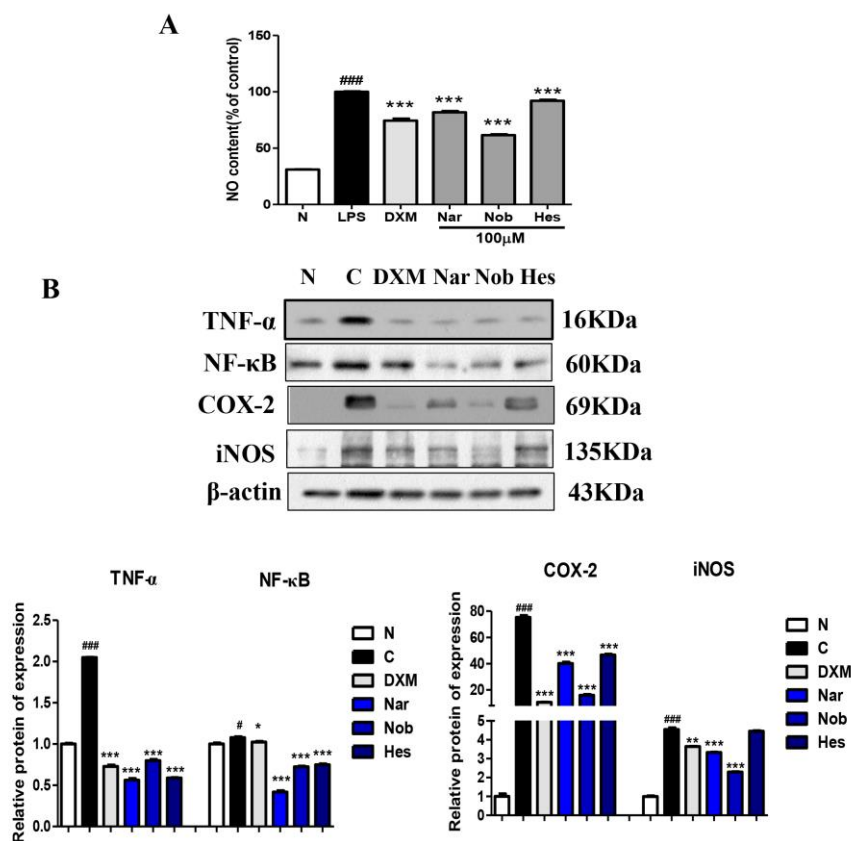 A
NO content(% of control)
150
100
50
0
###
***
***
***
***
N LPS DXM Nar Nob Hes
100μM
B
N C DXM Nar Nob Hes
TNF-α 16KDa
NF-κB 60KDa
COX-2 69KDa
iNOS 135KDa
β-actin 43KDa
TNF-α NF-κB
Relative protein of expression
2.5
2.0
1.5
1.0
0.5
0.0
###
***
***
***
***
#
*
***
***
***
N
C
DXM
Nar
Nob
Hes
COX-2 iNOS
Relative protein of expression
80
60
40
20
5
4
3
2
1
0
###
***
***
***
***
###
**
***
***
N
C
DXM
Nar
Nob
Hes